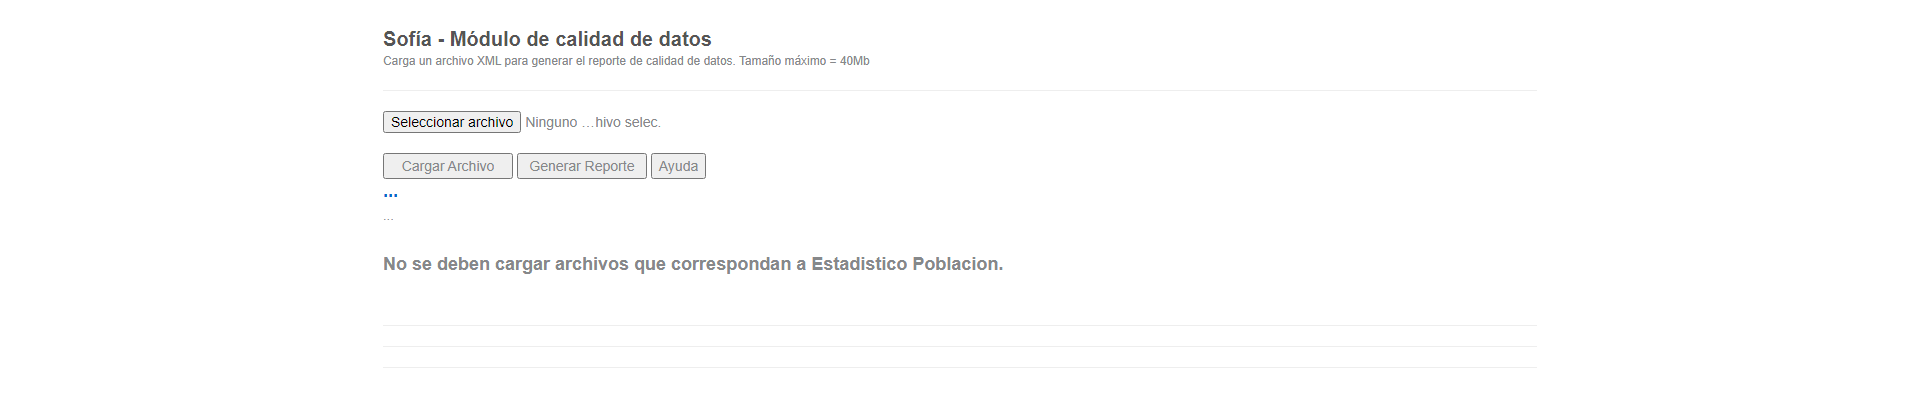 Sofía - Módulo de calidad de datos
Carga un archivo XML para generar el reporte de calidad de datos. Tamaño máximo = 40Mb
Seleccionar archivo Ninguno …hivo selec.
Cargar Archivo Generar Reporte Ayuda
...
...
No se deben cargar archivos que correspondan a Estadistico Poblacion.